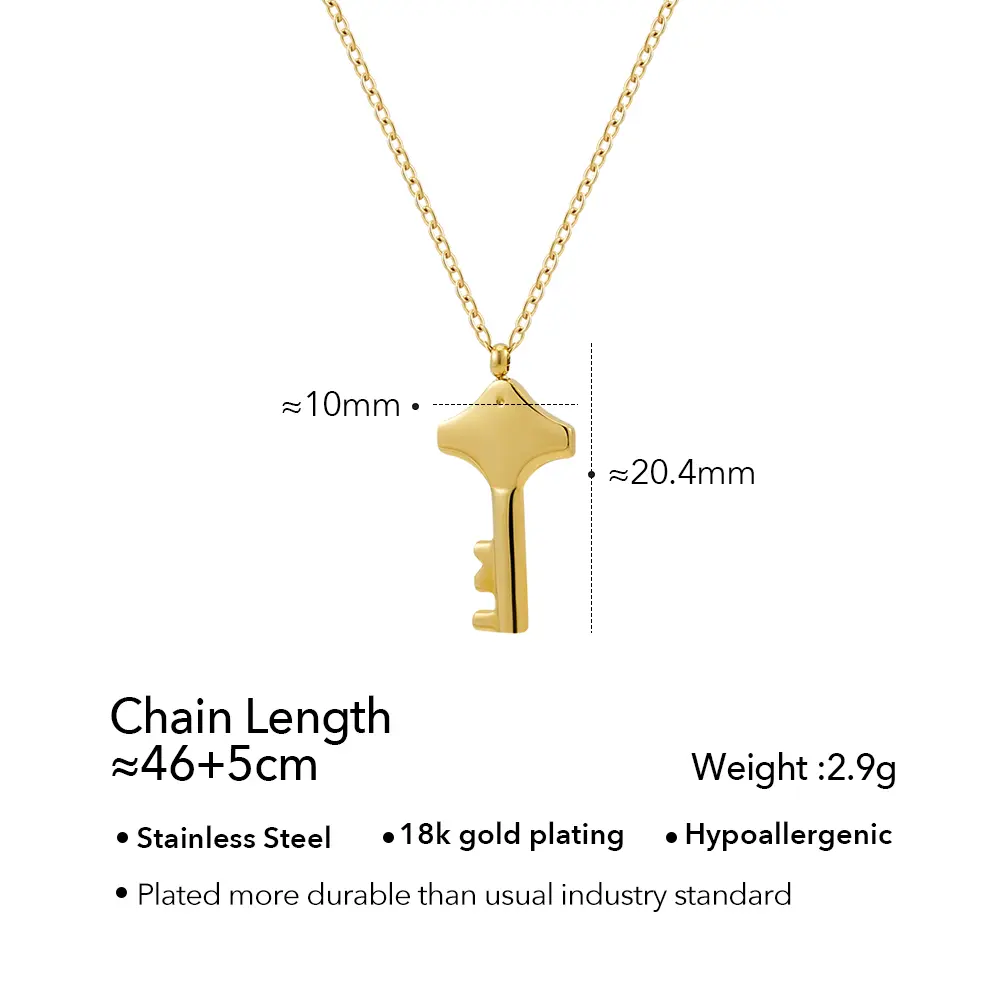 ≈10mm •
• ≈20.4mm
Chain Length
≈46+5cm
Weight :2.9g
• Stainless Steel • 18k gold plating • Hypoallergenic
• Plated more durable than usual industry standard